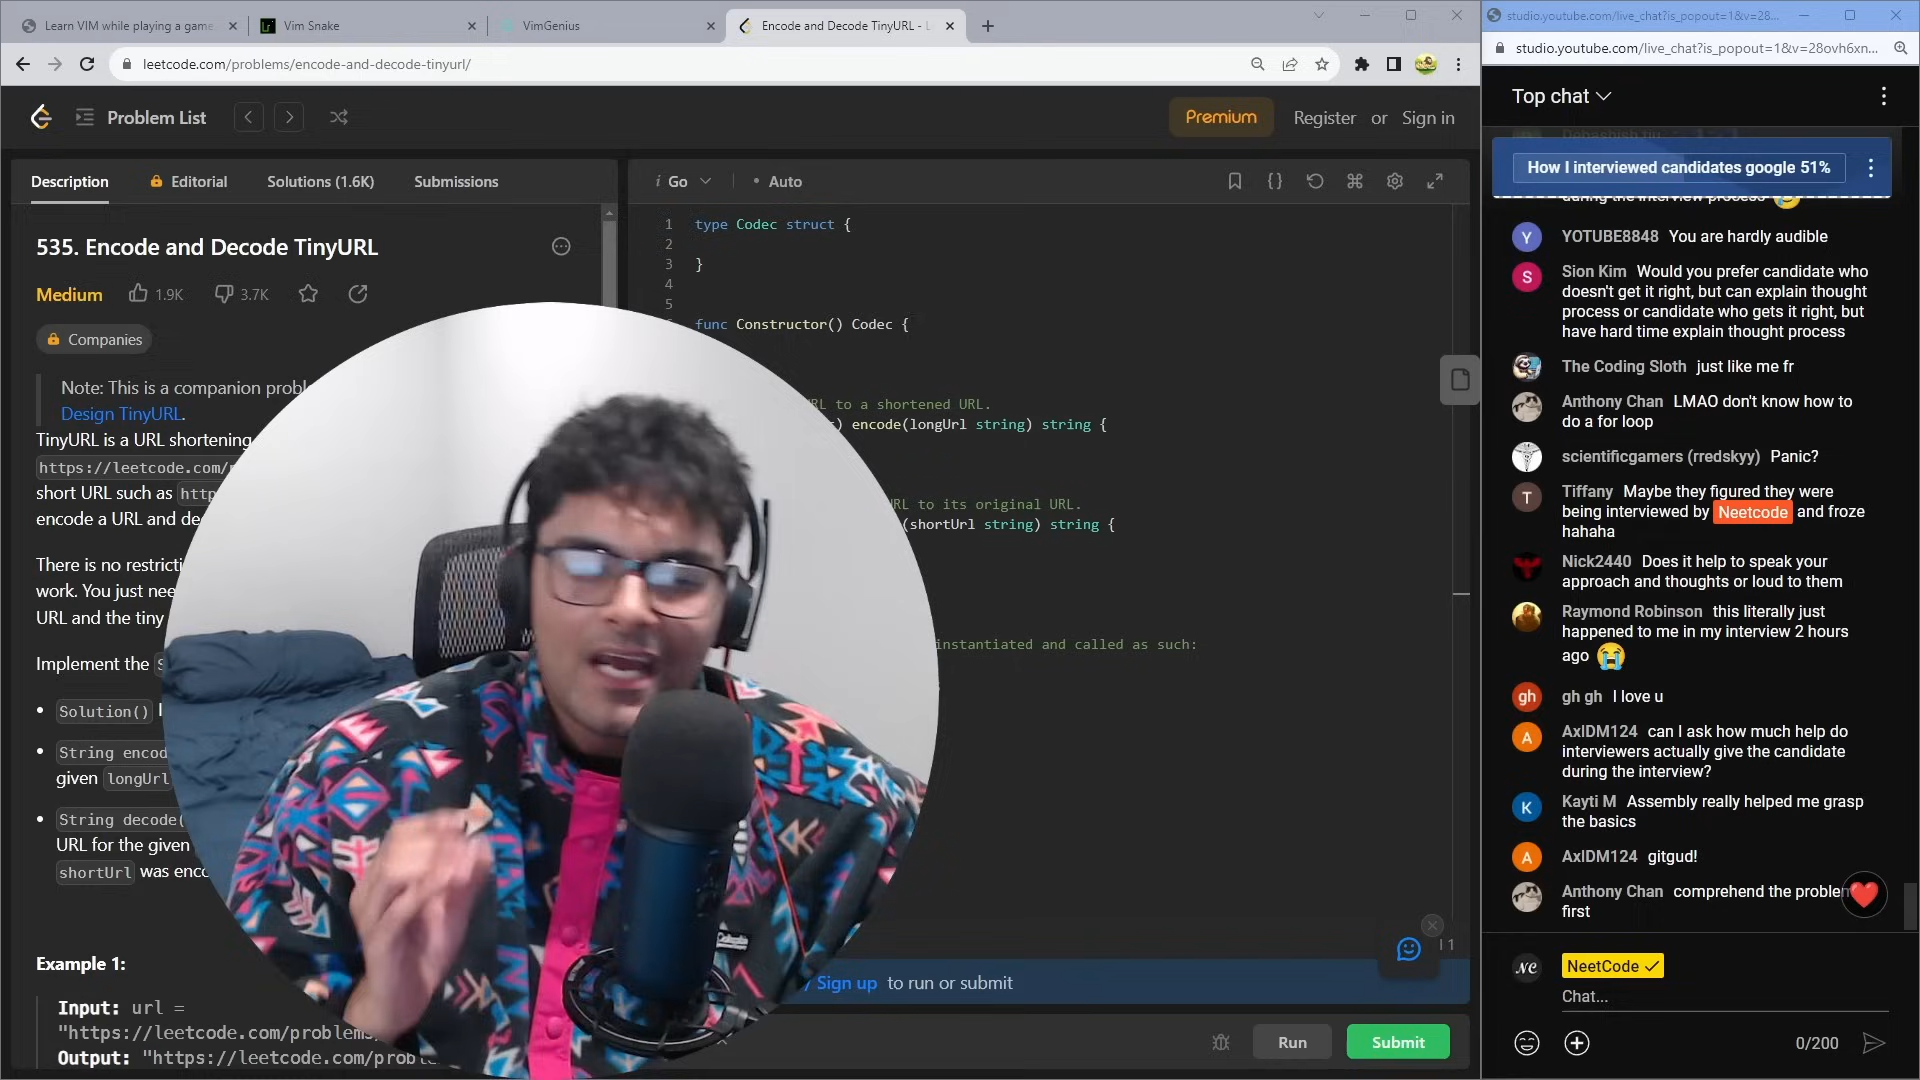 Learn VIM while playing a game
Vim Snake
VimGenius
Encode and Decode TinyURL - L
leetcode.com/problems/encode-and-decode-tinyurl/
Problem List
Premium
Register or Sign in
Description
Editorial
Solutions (1.6K)
Submissions
535. Encode and Decode TinyURL
Medium
1.9K
3.7K
Companies
Note: This is a companion probl
Design TinyURL.
TinyURL is a URL shortening
https://leetcode.com/
short URL such as
encode a URL and de
There is no restricti
work. You just nee
URL and the tiny
Implement the
Solution()
String encod
given longUrl
String decode(
URL for the given
shortUrl was enco
Example 1:
Input: url =
"https://leetcode.com/problems
Output: "https://leetcode.com/proble
i Go
Auto
1 type Codec struct {
2
3 }
4
5
func Constructor() Codec {
RL to a shortened URL.
) encode(longUrl string) string {
RL to its original URL.
(shortUrl string) string {
instantiated and called as such:
Sign up to run or submit
Run
Submit
studio.youtube.com/live_chat?is_popout=1&v=28...
studio.youtube.com/live_chat?is_popout=1&v=28ovh6xn...
Top chat
How I interviewed candidates google 51%
during the interview process
Y
YOTUBE8848 You are hardly audible
S
Sion Kim Would you prefer candidate who
doesn't get it right, but can explain thought
process or candidate who gets it right, but
have hard time explain thought process
The Coding Sloth just like me fr
Anthony Chan LMAO don't know how to
do a for loop
scientificgamers (rredskyy) Panic?
T
Tiffany Maybe they figured they were
being interviewed by Neetcode and froze
hahaha
Nick2440 Does it help to speak your
approach and thoughts or loud to them
Raymond Robinson this literally just
happened to me in my interview 2 hours
ago 😭
gh
gh gh I love u
A
AxIDM124 can I ask how much help do
interviewers actually give the candidate
during the interview?
K
Kayti M Assembly really helped me grasp
the basics
A
AxIDM124 gitgud!
Anthony Chan comprehend the problem
first
NC
NeetCode
Chat...
0/200